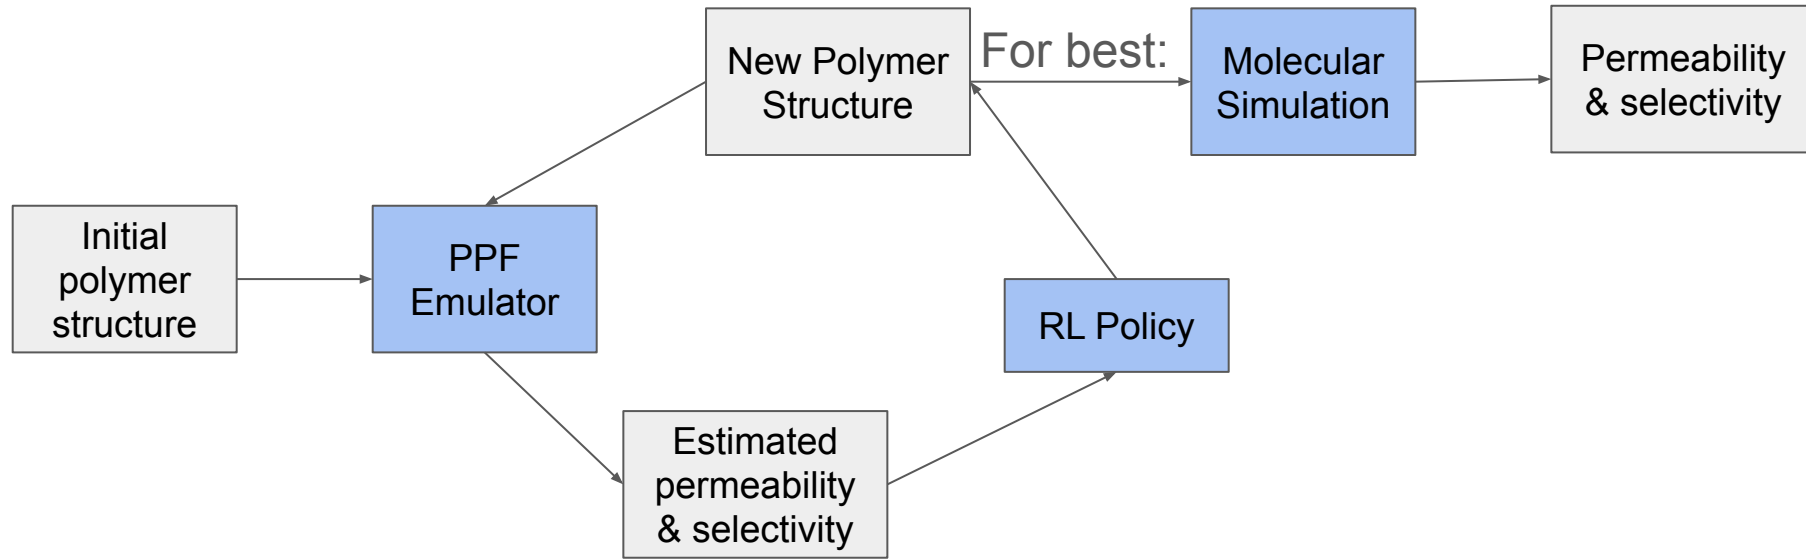 New Polymer
Structure
For best:
Molecular
Simulation
Permeability
& selectivity
Initial
polymer
structure
PPF
Emulator
RL Policy
Estimated
permeability
& selectivity